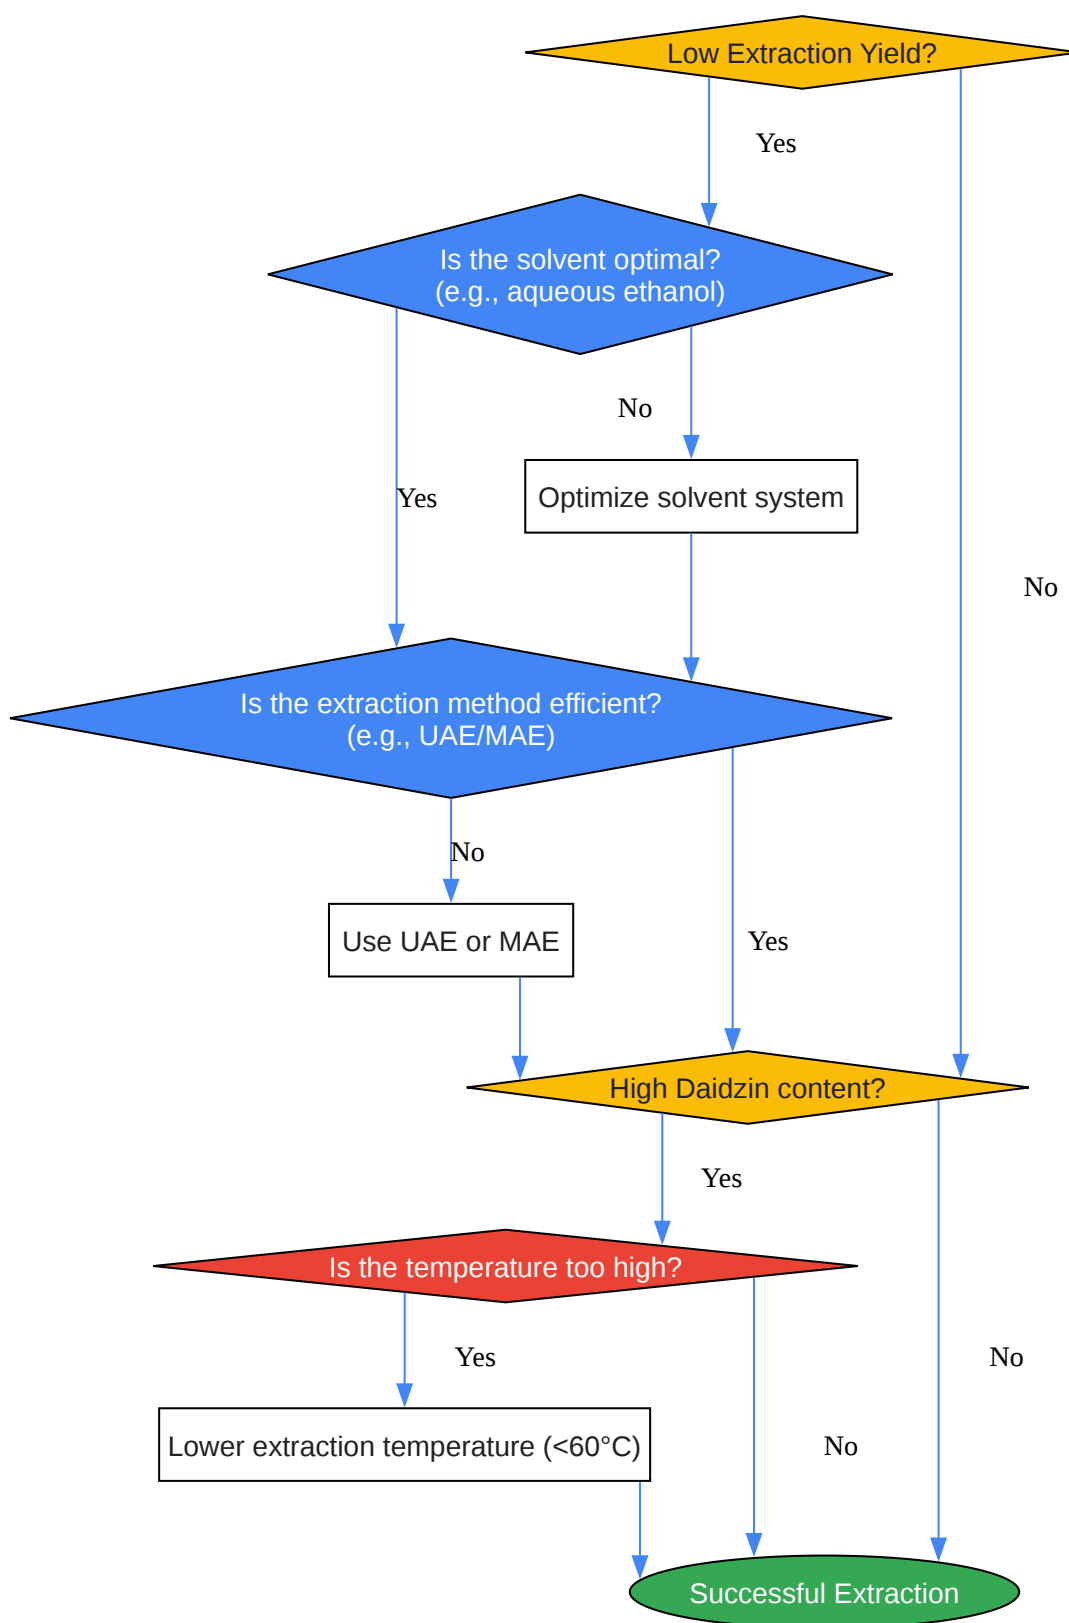 Low Extraction Yield?
Yes
Is the solvent optimal?
(e.g., aqueous ethanol)
No
Yes
Optimize solvent system
No
Is the extraction method efficient?
(e.g., UAE/MAE)
No
Use UAE or MAE
Yes
High Daidzin content?
Yes
Is the temperature too high?
Yes
No
Lower extraction temperature (<60°C)
No
Successful Extraction